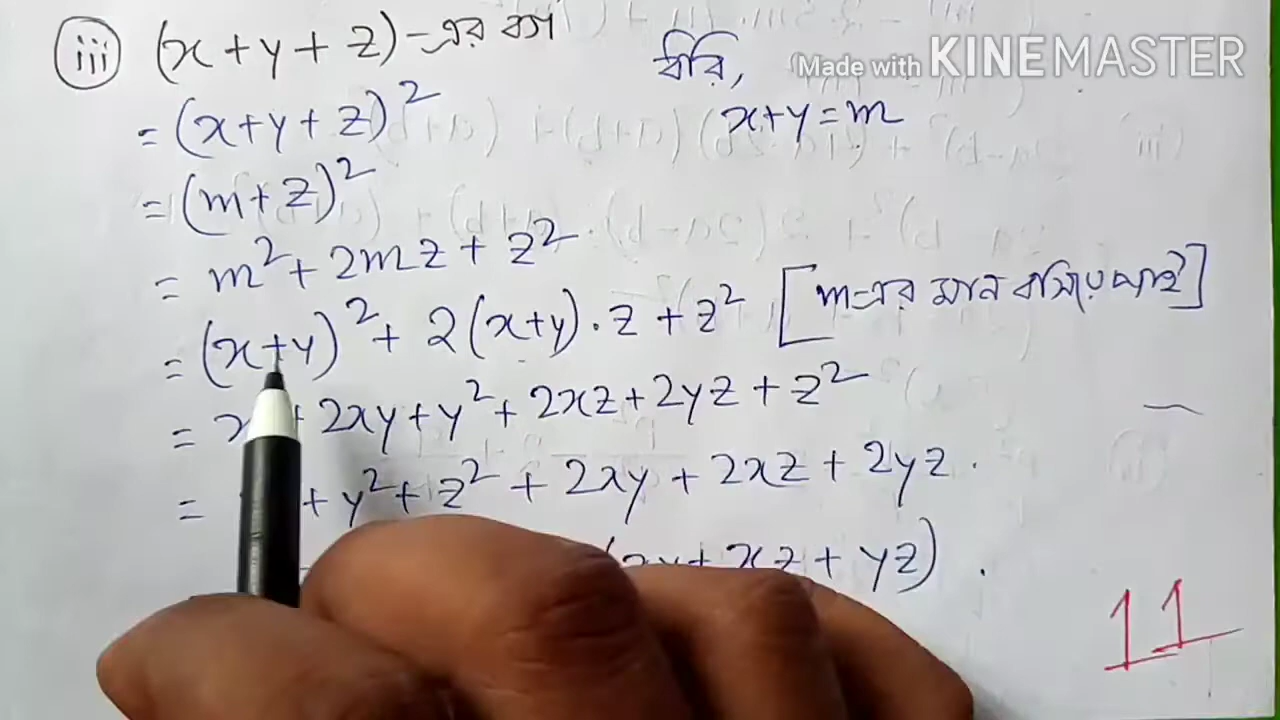 iii (x+y+z)-এর বর্গ
ধরি,
Made with KINEMASTER
x+y=m
= (x+y+z)²
= (m+z)²
= m²+2mz+z²
= (x+y)²+2(x+y).z+z² [m-এর মান বসিয়ে পাই]
= x + 2xy+y²+2xz+2yz+z²
= + y²+z²+2xy+2xz+2yz.
xz+yz).
11